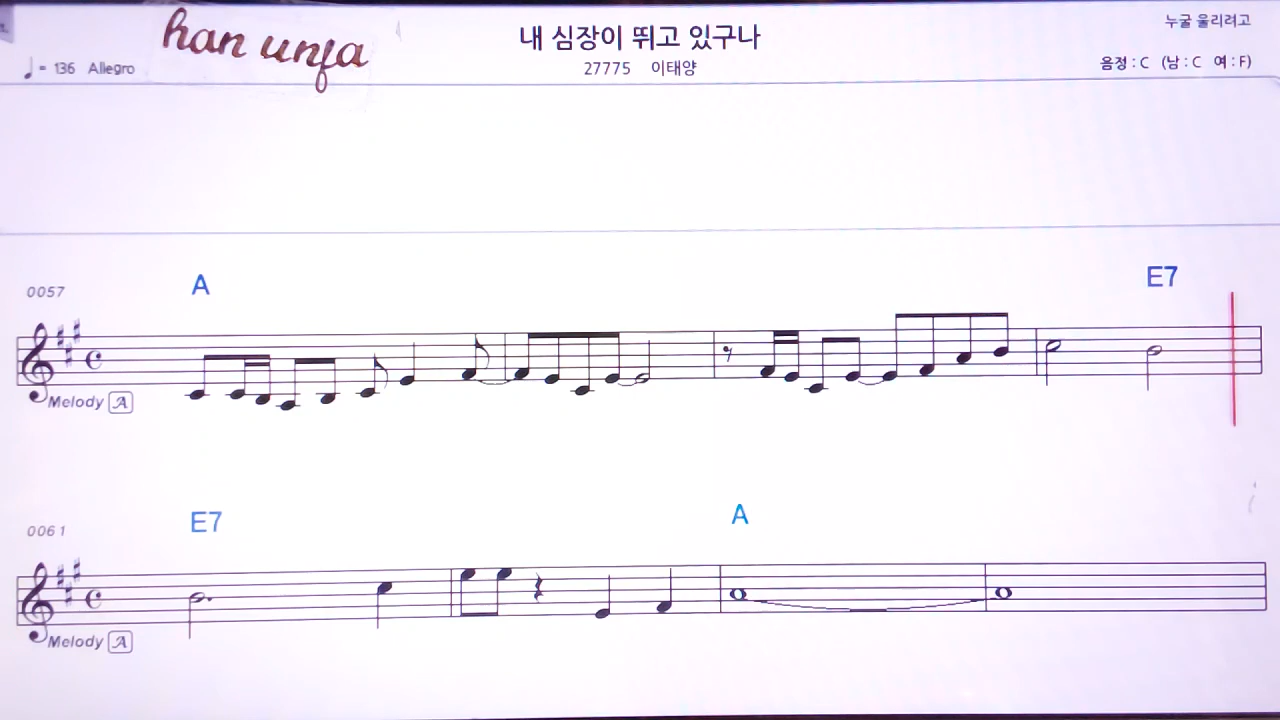 han unfa
내 심장이 뛰고 있구나
누굴 울리려고
♩ = 136 Allegro
27775 이태양
음정 : C (남 : C 여 : F)
A
E7
0057
Melody A
E7
A
0061
Melody A